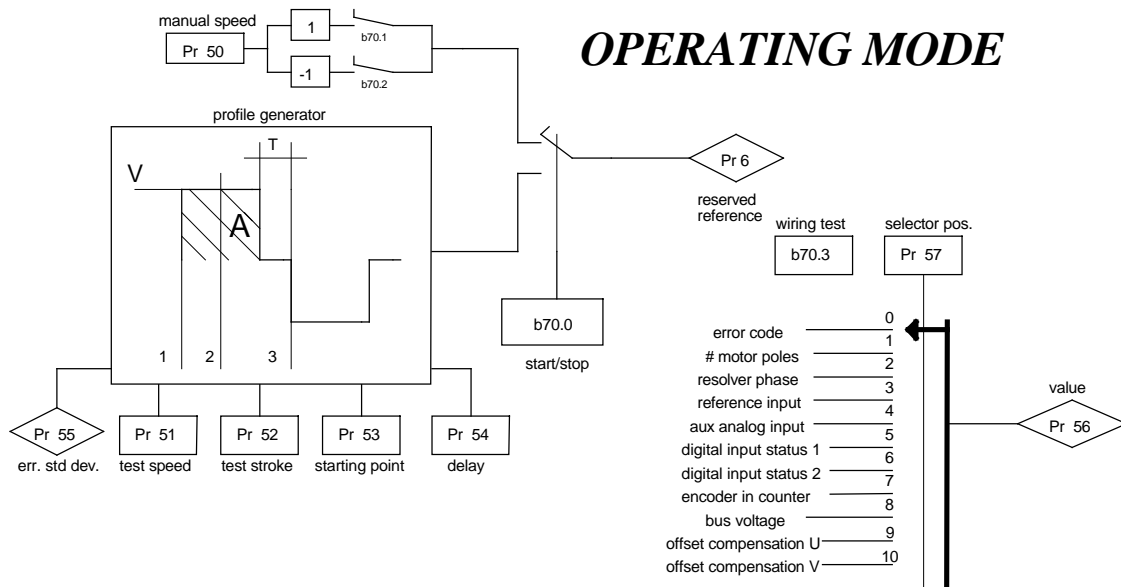 OPERATING MODE
manual speed
Pr 50
1
b70.1
-1
b70.2
profile generator
T
V
A
1 2 3
Pr 6
reserved
reference
b70.0
start/stop
wiring test
b70.3
selector pos.
Pr 57
Pr 55
err. std dev.
Pr 51
test speed
Pr 52
test stroke
Pr 53
starting point
Pr 54
delay
error code 0
# motor poles 1
resolver phase 2
reference input 3
aux analog input 4
digital input status 1 5
digital input status 2 6
encoder in counter 7
bus voltage 8
offset compensation U 9
offset compensation V 10
value
Pr 56